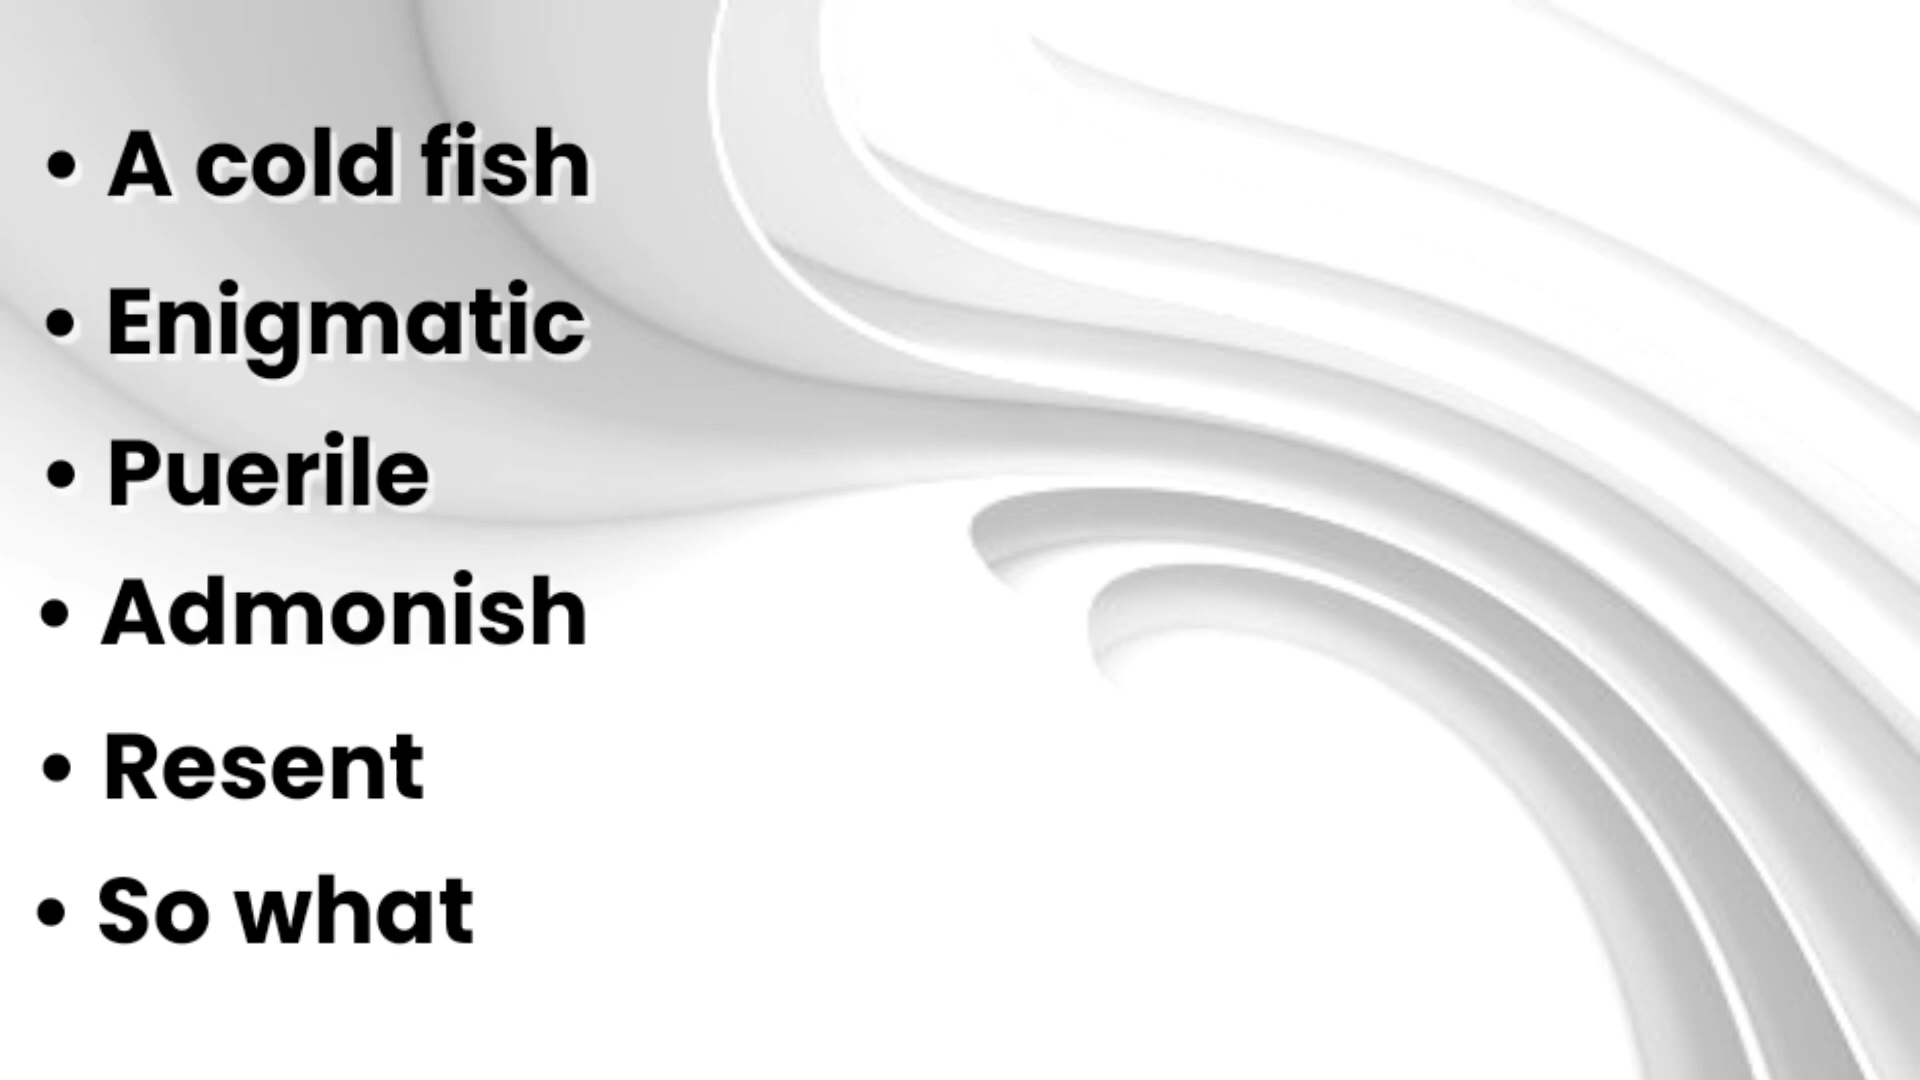 • A cold fish
• Enigmatic
• Puerile
• Admonish
• Resent
• So what